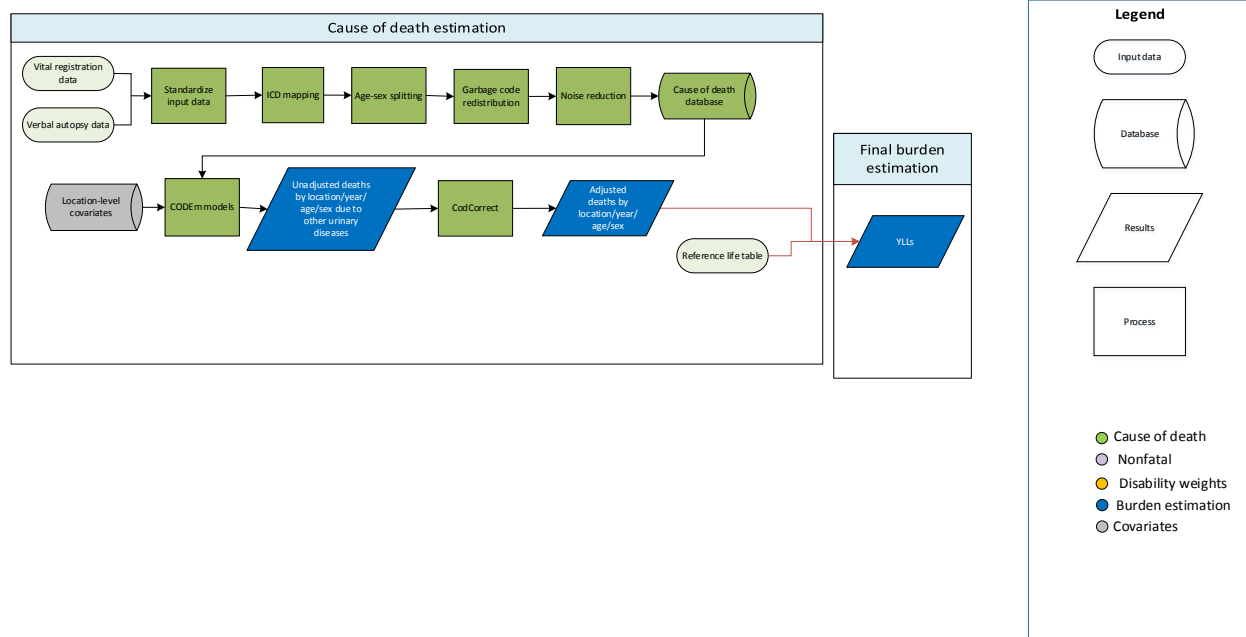 Cause of death estimation
Vital registration
data
Verbal autopsy data
Standardize
input data
ICD mapping
Age-sex splitting
Garbage code
redistribution
Noise reduction
Cause of death
database
Location-level
covariates
CODEm models
Unadjusted deaths
by location/year/
age/sex due to
other urinary
diseases
CodCorrect
Adjusted
deaths by
location/year/
age/sex
Reference life table
Final burden
estimation
YLLs
Legend
Input data
Database
Results
Process
Cause of death
Nonfatal
Disability weights
Burden estimation
Covariates